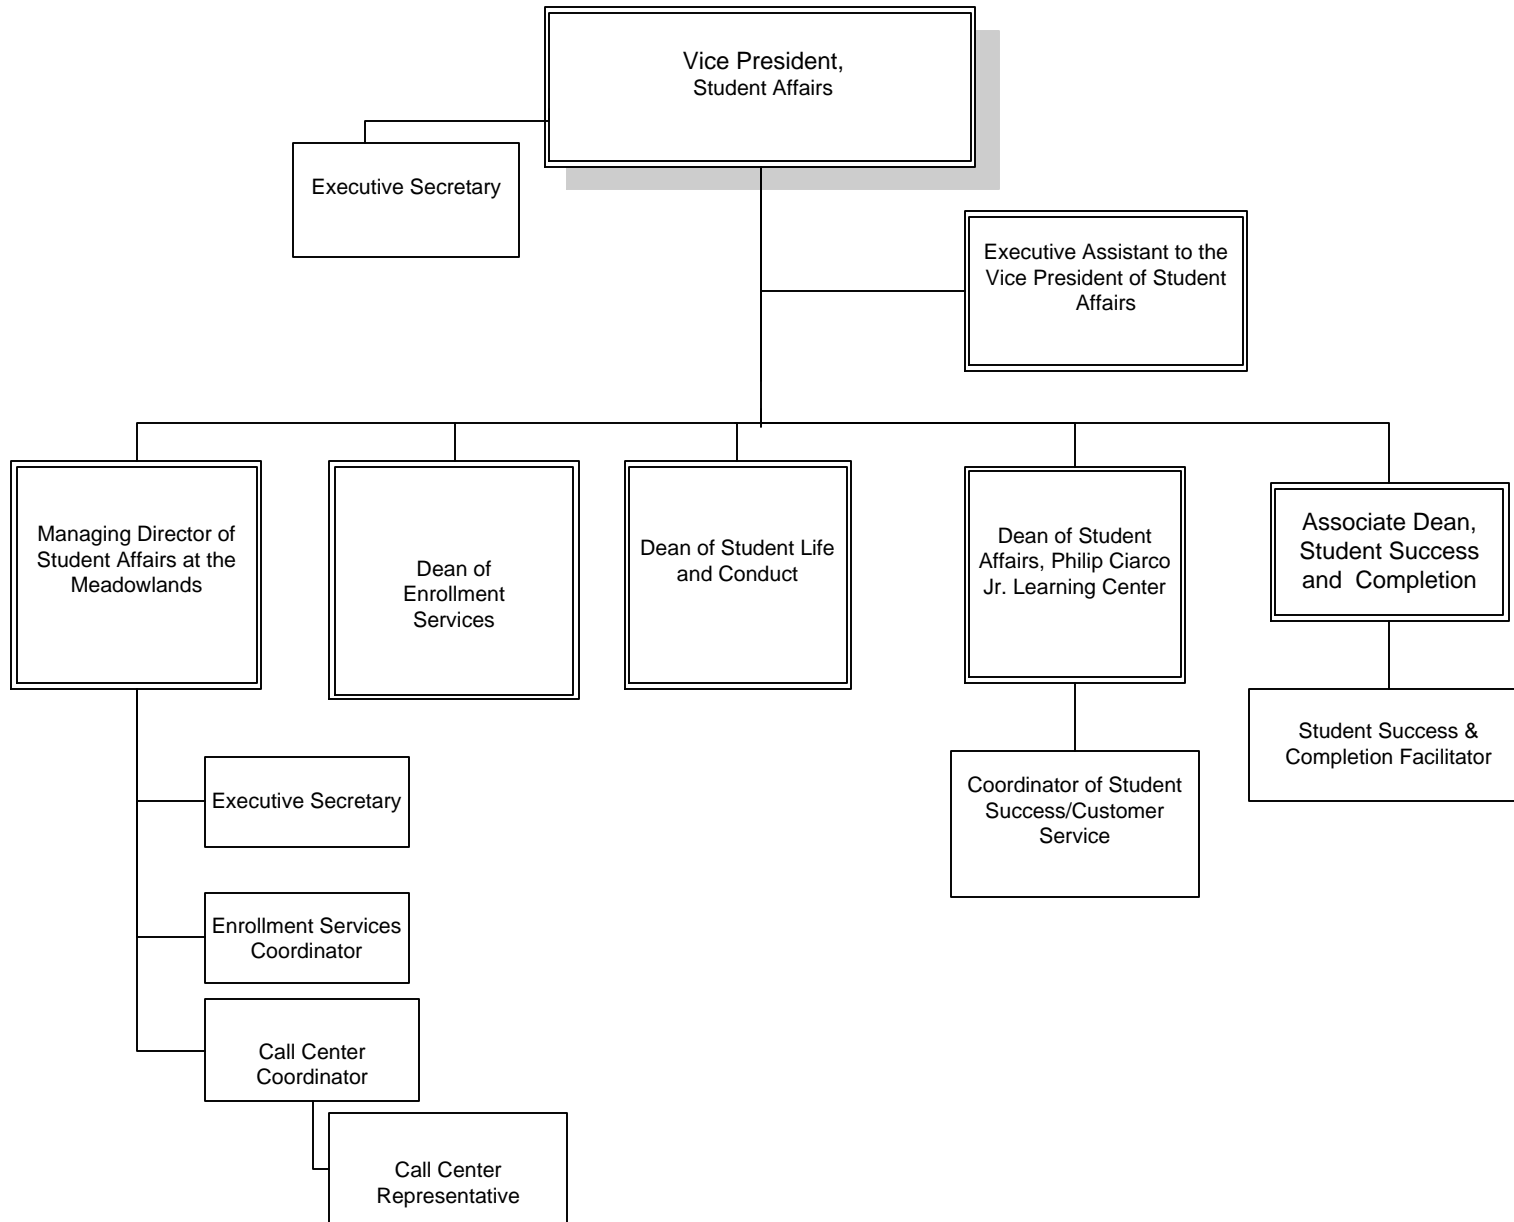 Vice President,
Student Affairs
Executive Secretary
Executive Assistant to the
Vice President of Student
Affairs
Managing Director of
Student Affairs at the
Meadowlands
Dean of
Enrollment
Services
Dean of Student Life
and Conduct
Dean of Student
Affairs, Philip Ciarco
Jr. Learning Center
Associate Dean,
Student Success
and Completion
Executive Secretary
Enrollment Services
Coordinator
Call Center
Coordinator
Call Center
Representative
Coordinator of Student
Success/Customer
Service
Student Success &
Completion Facilitator